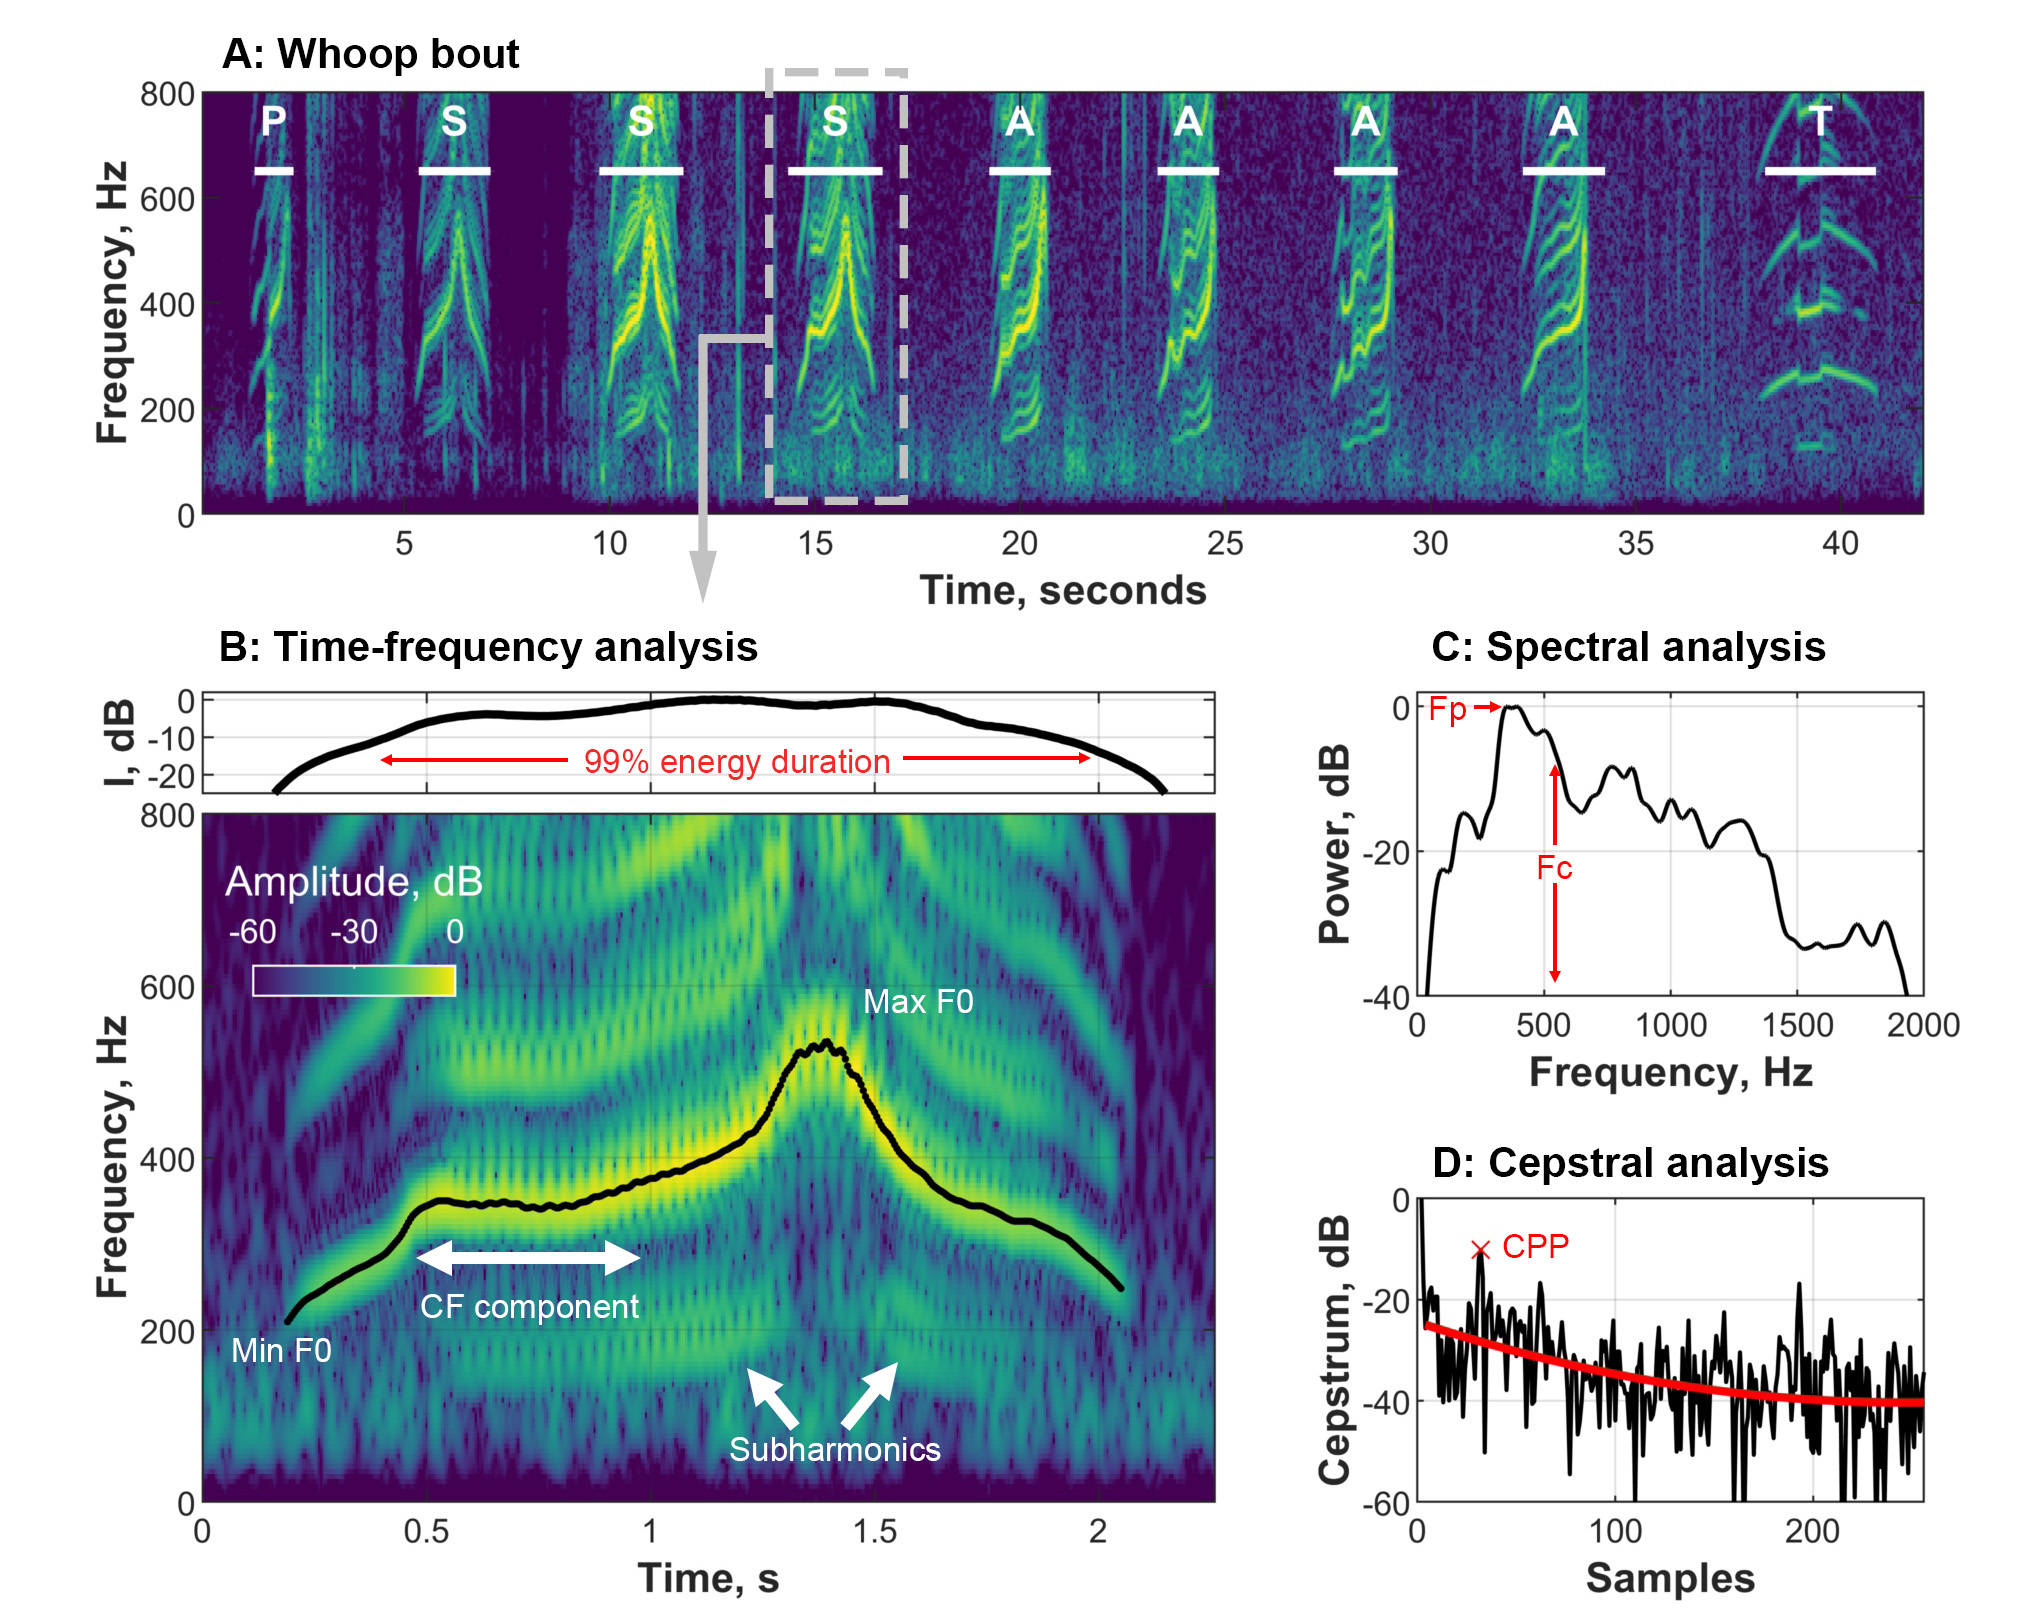 A: Whoop bout
P S S S A A A A T
800
600
400
200
0
Frequency, Hz
5 10 15 20 25 30 35 40
Time, seconds
B: Time-frequency analysis
0
-10
-20
I, dB
99% energy duration
800
600
400
200
0
Frequency, Hz
Amplitude, dB
-60 -30 0
Max F0
CF component
Min F0
Subharmonics
0 0.5 1 1.5 2
Time, s
C: Spectral analysis
0
-20
-40
Power, dB
Fp
Fc
0 500 1000 1500 2000
Frequency, Hz
D: Cepstral analysis
0
-20
-40
-60
Cepstrum, dB
CPP
0 100 200
Samples